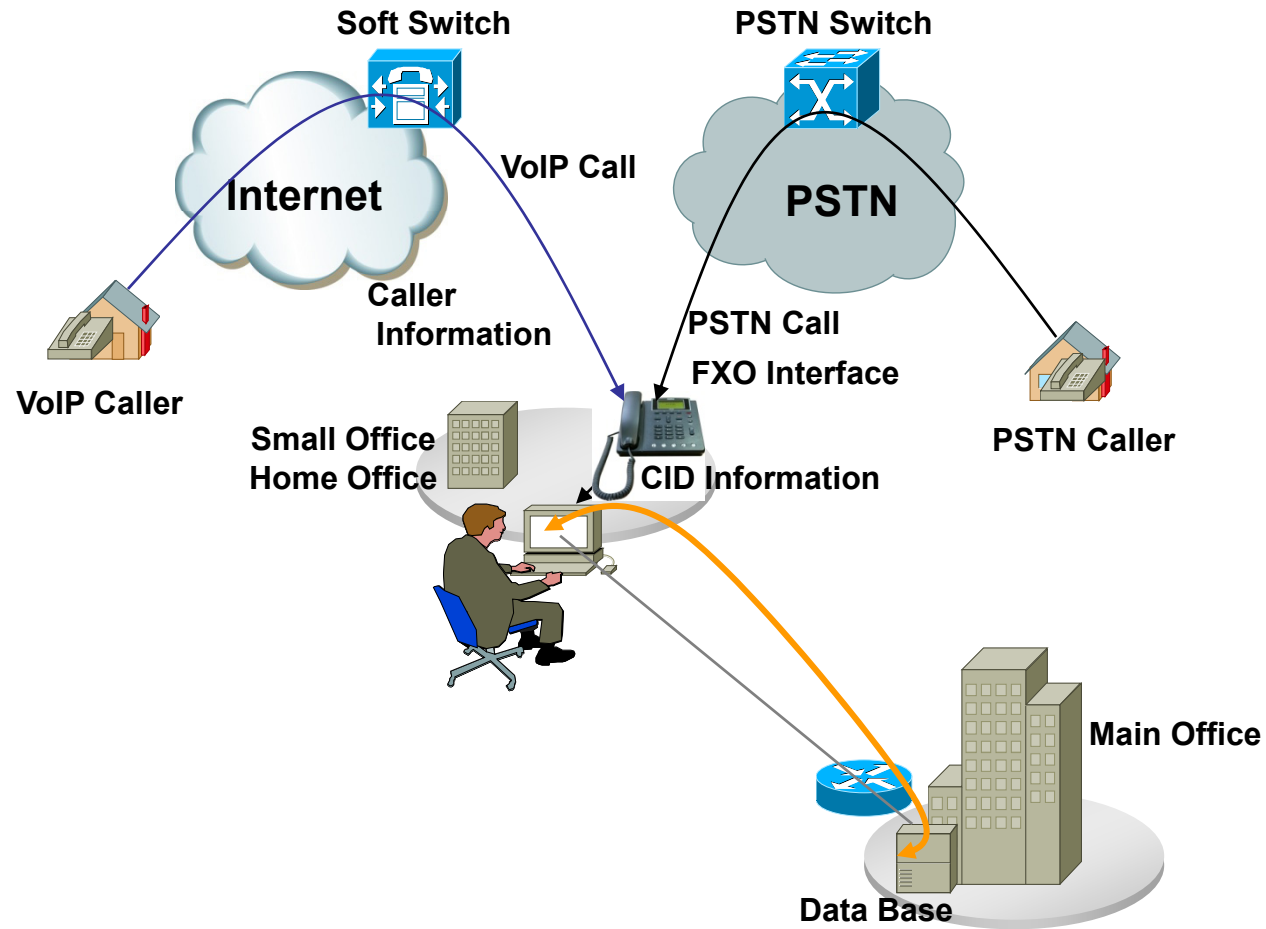 Soft Switch
PSTN Switch
VoIP Call
Internet
PSTN
Caller
Information
PSTN Call
FXO Interface
VoIP Caller
PSTN Caller
Small Office
Home Office
CID Information
Main Office
Data Base